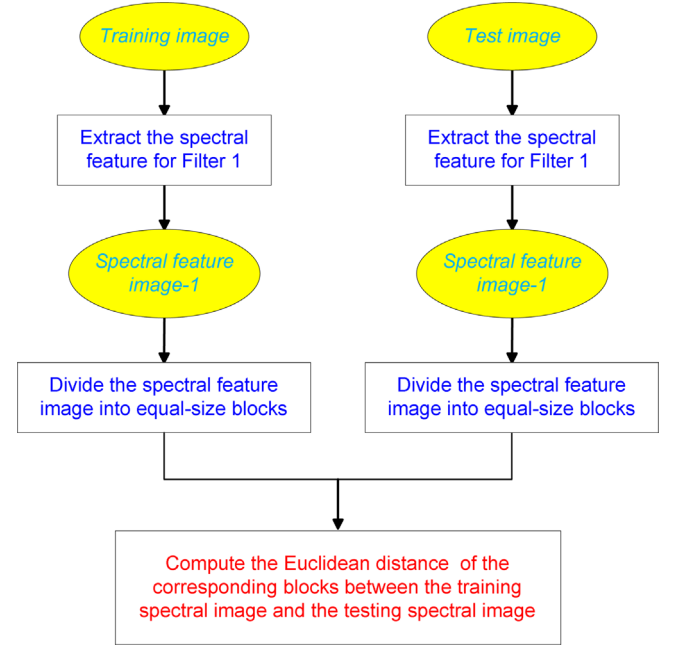 Training image
Test image
Extract the spectral
feature for Filter 1
Extract the spectral
feature for Filter 1
Spectral feature
image-1
Spectral feature
image-1
Divide the spectral feature
image into equal-size blocks
Divide the spectral feature
image into equal-size blocks
Compute the Euclidean distance  of the
corresponding blocks between the training
spectral image and the testing spectral image